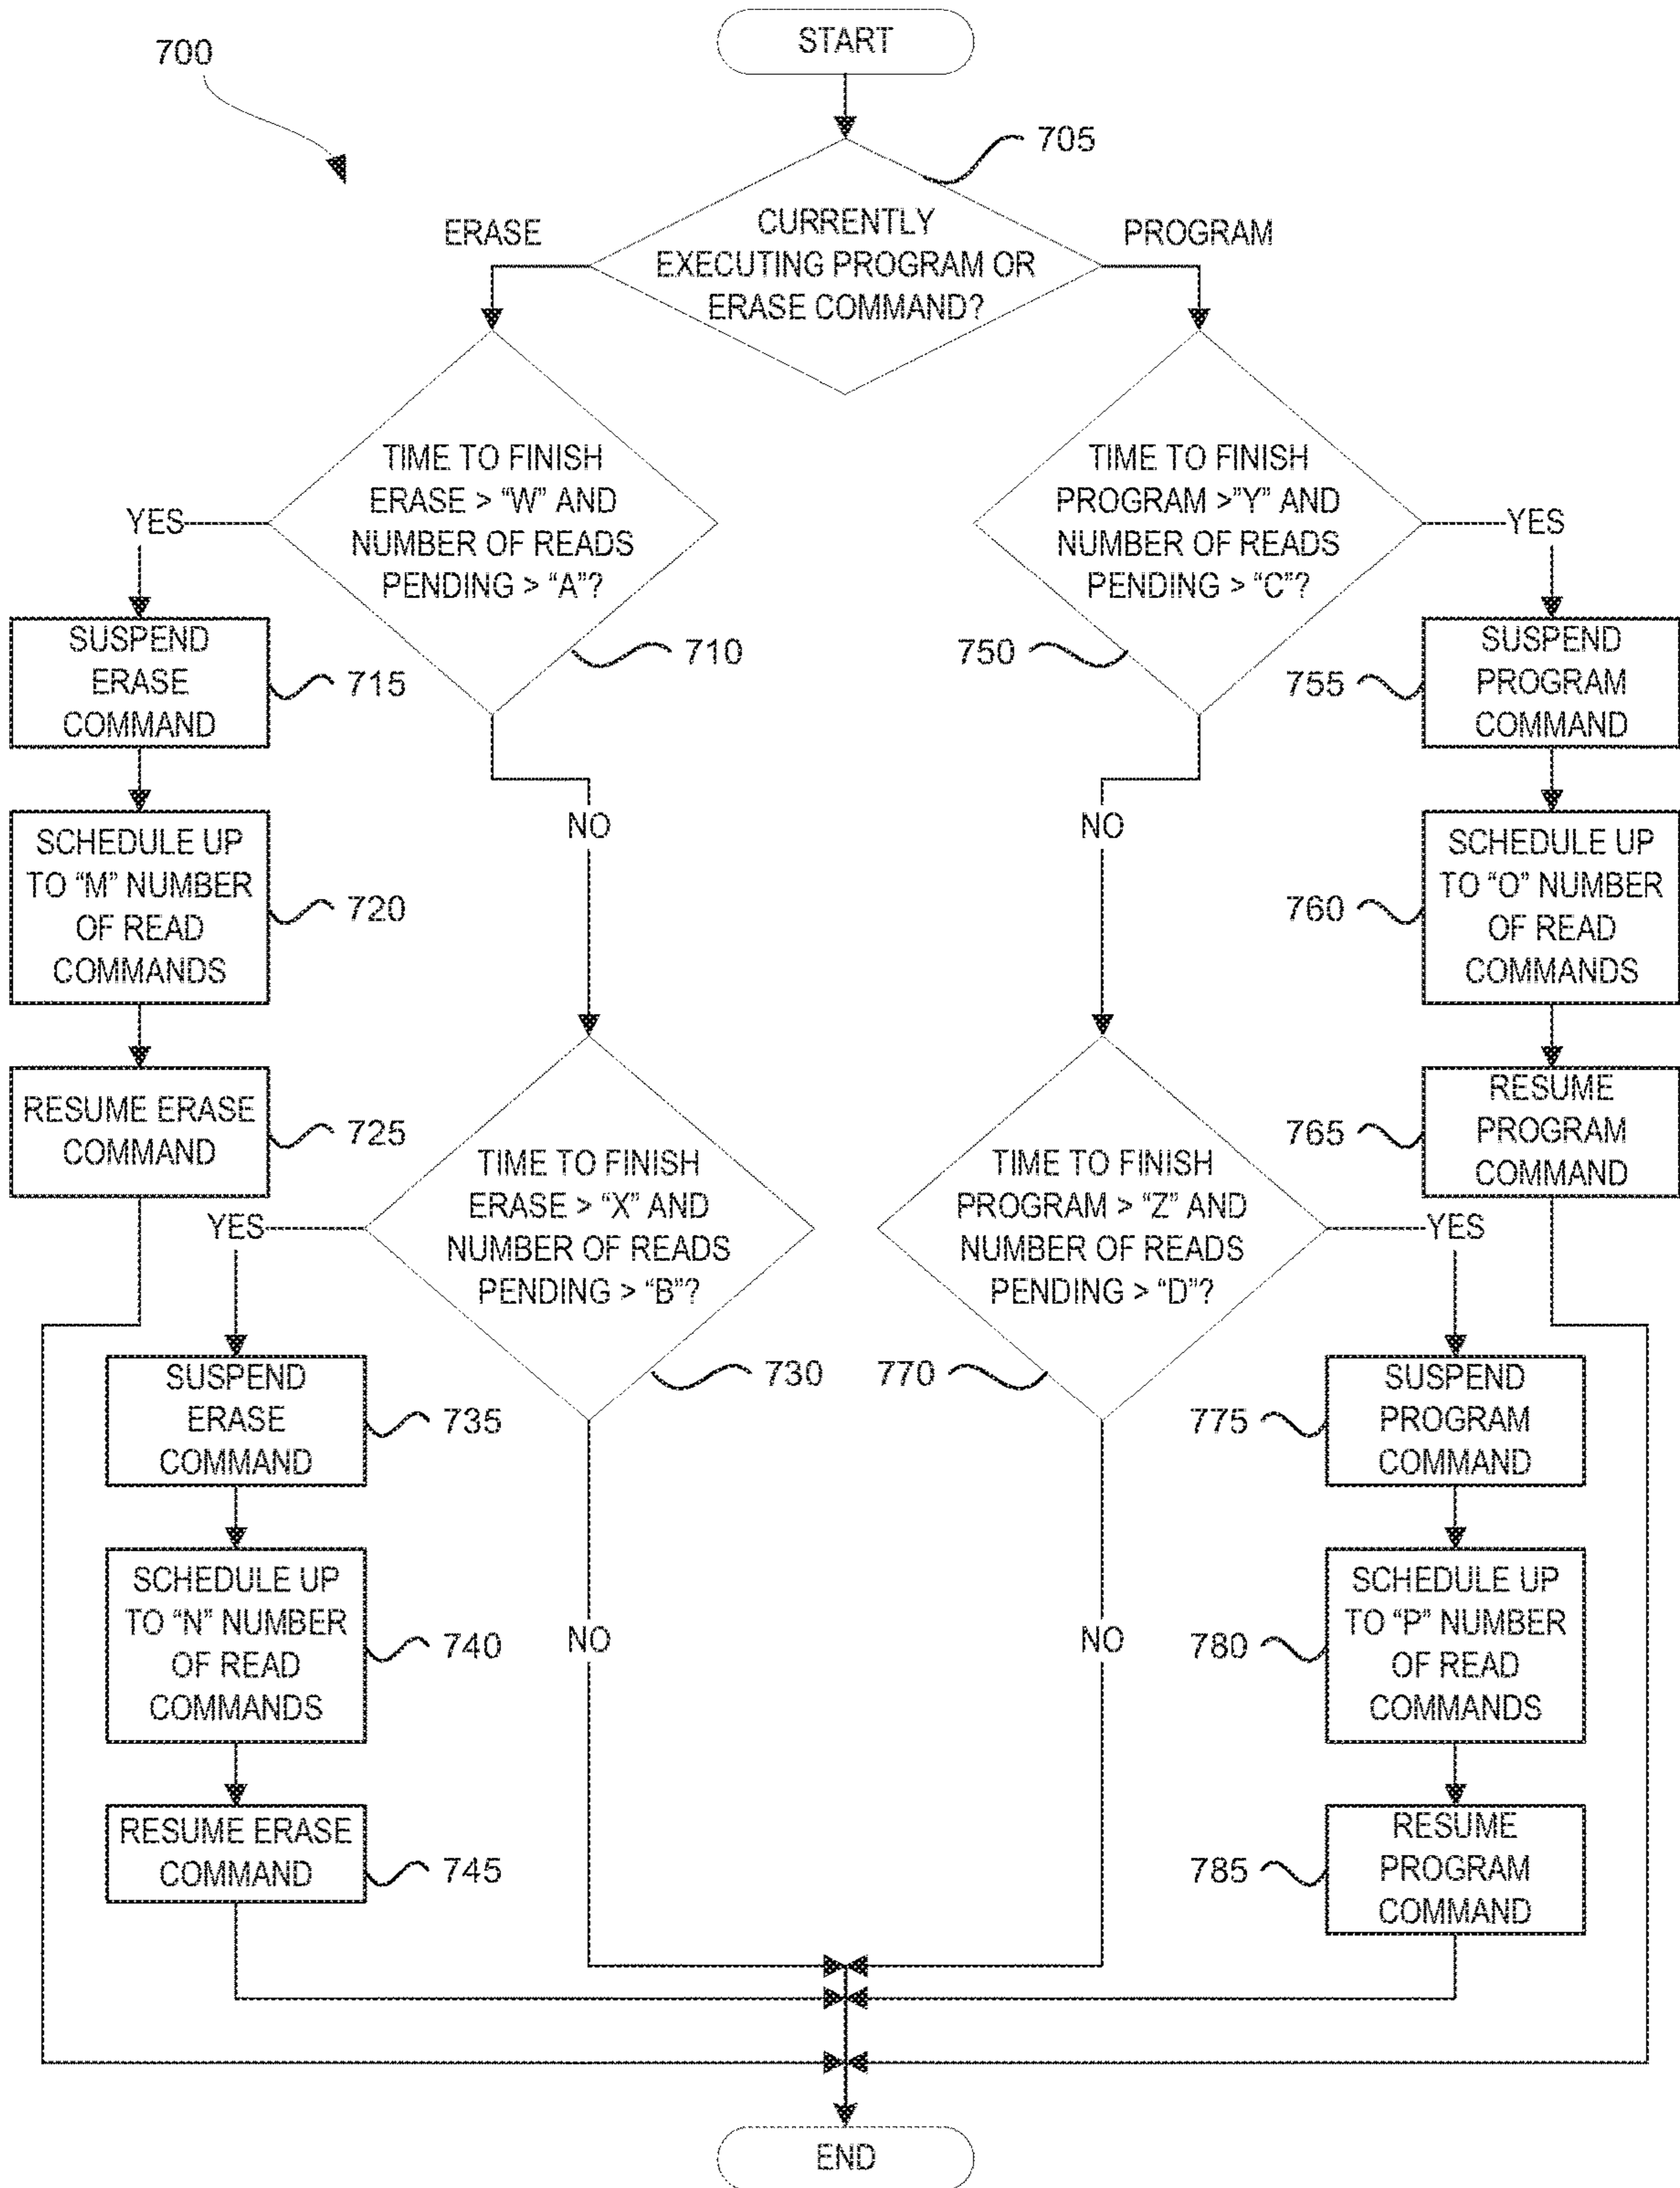 START
700
705
CURRENTLY
EXECUTING PROGRAM OR
ERASE COMMAND?
ERASE
PROGRAM
TIME TO FINISH
ERASE > “W” AND
NUMBER OF READS
PENDING > “A”?
710
YES
SUSPEND
ERASE
COMMAND
715
SCHEDULE UP
TO “M” NUMBER
OF READ
COMMANDS
720
RESUME ERASE
COMMAND
725
NO
TIME TO FINISH
ERASE > “X” AND
NUMBER OF READS
PENDING > “B”?
730
YES
SUSPEND
ERASE
COMMAND
735
SCHEDULE UP
TO “N” NUMBER
OF READ
COMMANDS
740
RESUME ERASE
COMMAND
745
NO
TIME TO FINISH
PROGRAM >”Y” AND
NUMBER OF READS
PENDING > “C”?
750
YES
SUSPEND
PROGRAM
COMMAND
755
SCHEDULE UP
TO “O” NUMBER
OF READ
COMMANDS
760
RESUME
PROGRAM
COMMAND
765
NO
TIME TO FINISH
PROGRAM > “Z” AND
NUMBER OF READS
PENDING > “D”?
770
YES
SUSPEND
PROGRAM
COMMAND
775
SCHEDULE UP
TO “P” NUMBER
OF READ
COMMANDS
780
RESUME
PROGRAM
COMMAND
785
NO
END